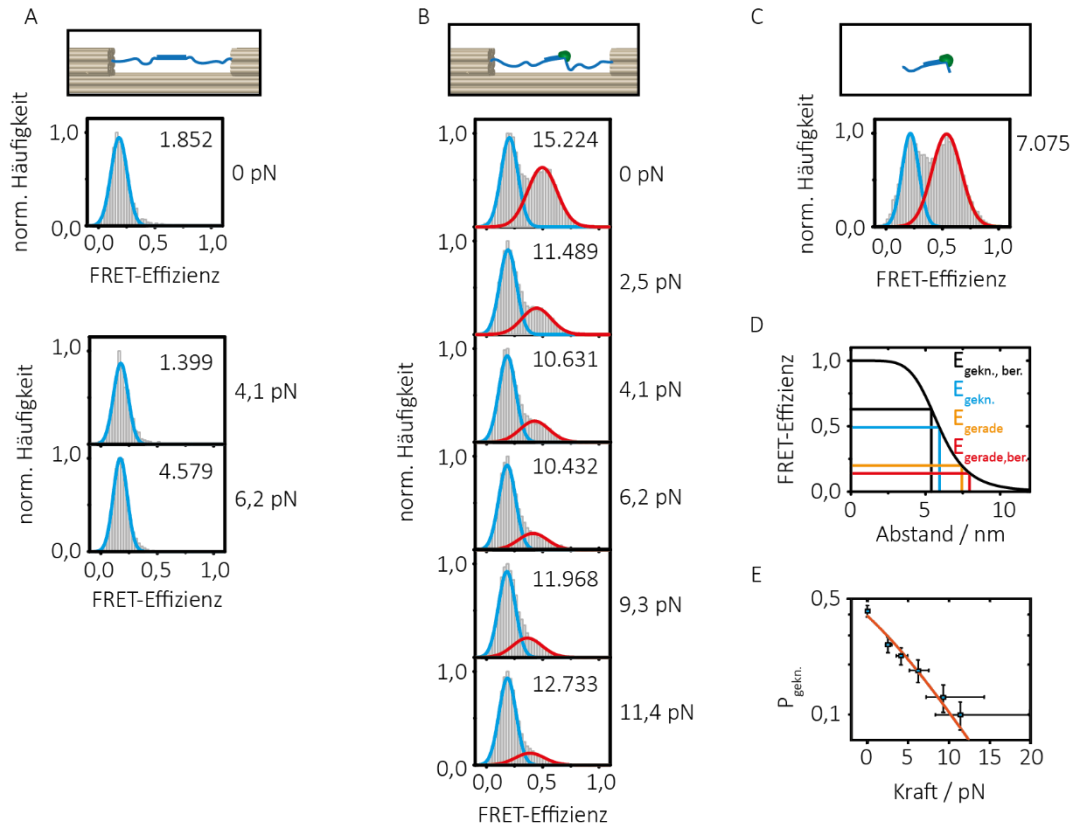 A
norm. Häufigkeit
1,0
0,0
1.852
0 pN
0,0 0,5 1,0
FRET-Effizienz
norm. Häufigkeit
1,0
1.399
4,1 pN
1,0
0,0
4.579
6,2 pN
0,0 0,5 1,0
FRET-Effizienz
B
norm. Häufigkeit
1,0
15.224
0 pN
1,0
11.489
2,5 pN
1,0
10.631
4,1 pN
1,0
10.432
6,2 pN
1,0
11.968
9,3 pN
1,0
0,0
12.733
11,4 pN
0,0 0,5 1,0
FRET-Effizienz
C
norm. Häufigkeit
1,0
0,0
7.075
0,0 0,5 1,0
FRET-Effizienz
D
FRET-Effizienz
1,0
0,5
0,0
E gekn., ber.
E gekn.
E gerade
E gerade,ber.
0 5 10
Abstand / nm
E
P gekn.
0,5
0,1
0 5 10 15 20
Kraft / pN